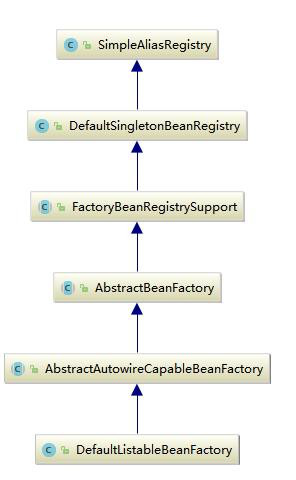 C SimpleAliasRegistry
C DefaultSingletonBeanRegistry
C FactoryBeanRegistrySupport
C AbstractBeanFactory
C AbstractAutowireCapableBeanFactory
C DefaultListableBeanFactory